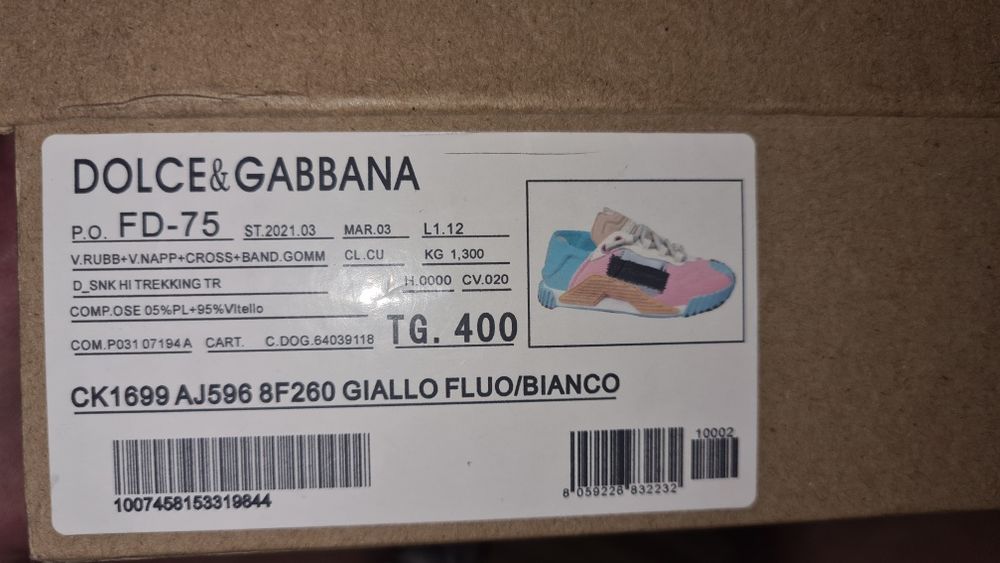 DOLCE&GABBANA
P.O. FD-75 ST.2021.03 MAR.03 L1.12
V.RUBB+V.NAPP+CROSS+BAND.GOMM CL.CU KG 1,300
D_SNK HI TREKKING TR H.0000 CV.020
COMP.OSE 05%PL+95%Vitello
COM.P031 07194A CART. C.DOG.64039118 TG. 400
CK1699 AJ596 8F260 GIALLO FLUO/BIANCO
10002
1007458153319844
8 059228 832232